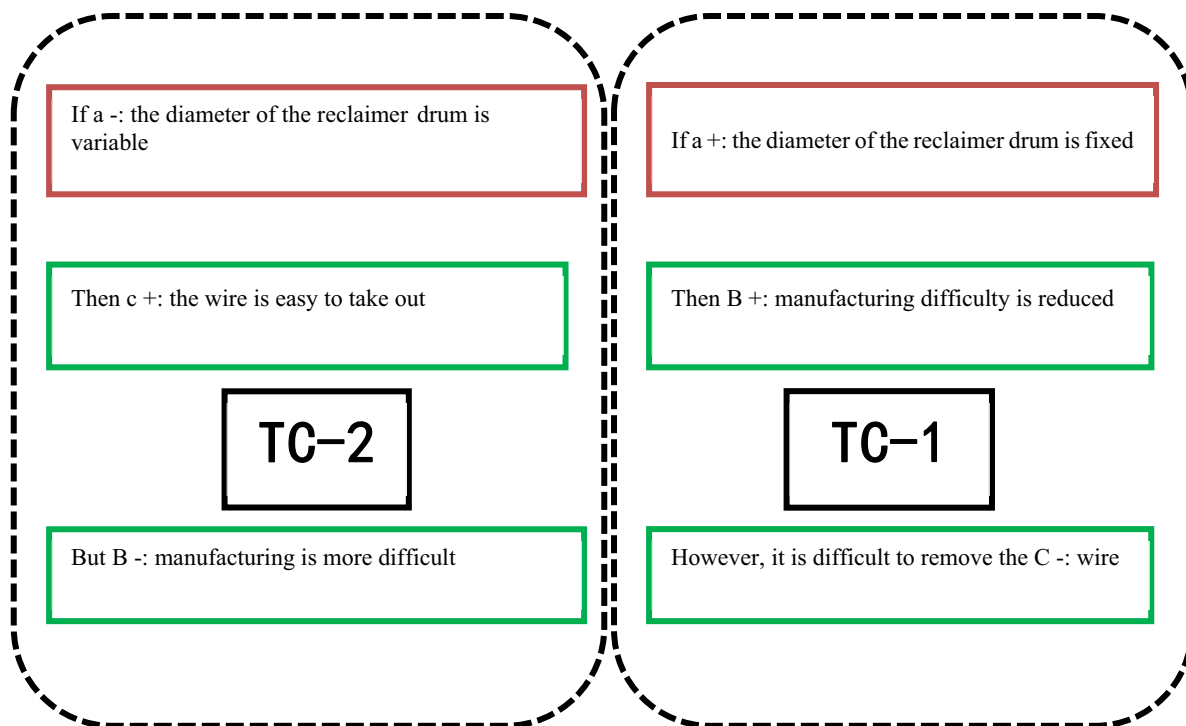 If a -: the diameter of the reclaimer drum is
variable
Then c +: the wire is easy to take out
TC-2
But B -: manufacturing is more difficult
If a +: the diameter of the reclaimer drum is fixed
Then B +: manufacturing difficulty is reduced
TC-1
However, it is difficult to remove the C -: wire